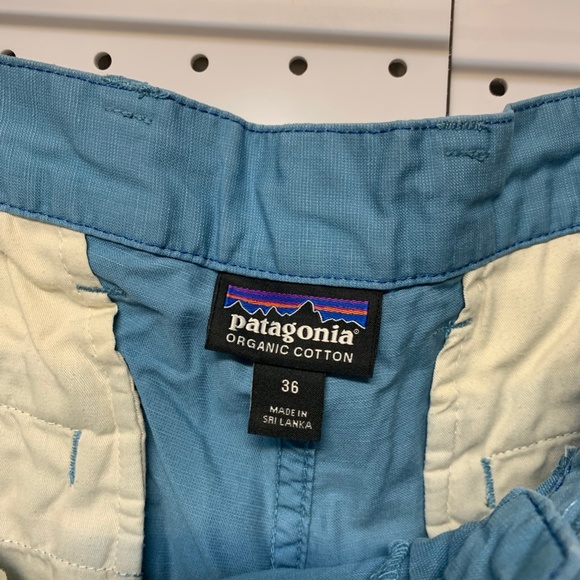 patagonia®
ORGANIC COTTON
36
MADE IN
SRI LANKA